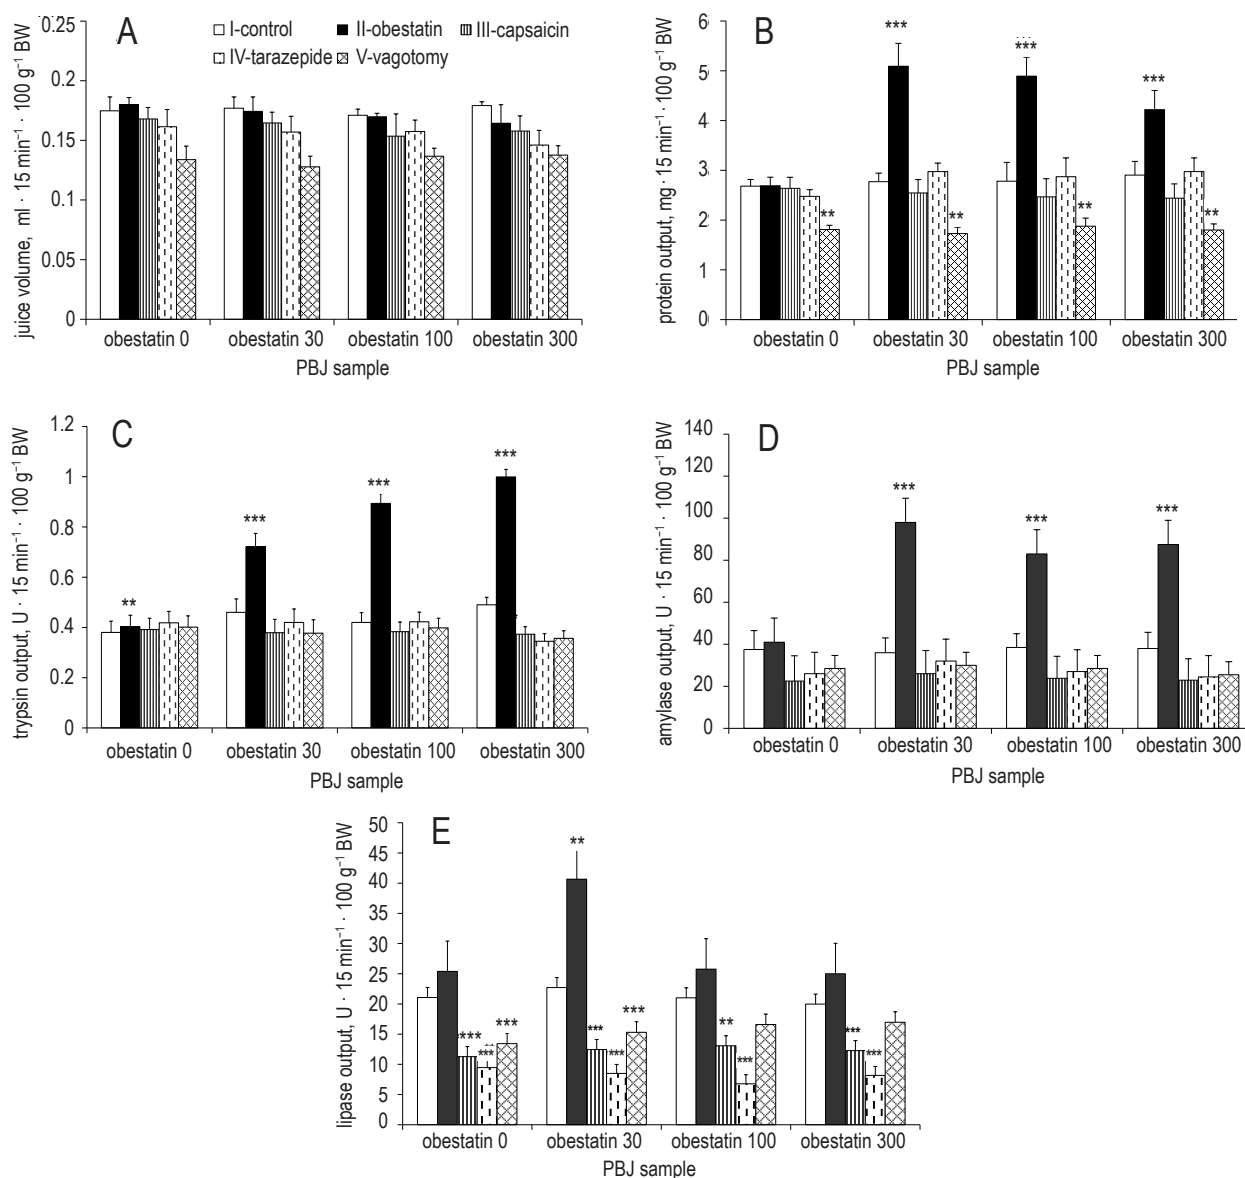 A
I-control II-obestatin III-capsaicin
IV-tarazepide V-vagotomy
juice volume, ml · 15 min⁻¹ · 100 g⁻¹ BW
0.25
0.2
0.15
0.1
0.05
0
obestatin 0 obestatin 30 obestatin 100 obestatin 300
PBJ sample
B
protein output, mg · 15 min⁻¹ · 100 g⁻¹ BW
6
5
4
3
2
1
0
*** *** ***
** ** ** **
obestatin 0 obestatin 30 obestatin 100 obestatin 300
PBJ sample
C
trypsin output, U · 15 min⁻¹ · 100 g⁻¹ BW
1.2
1
0.8
0.6
0.4
0.2
0
** *** *** ***
obestatin 0 obestatin 30 obestatin 100 obestatin 300
PBJ sample
D
amylase output, U · 15 min⁻¹ · 100 g⁻¹ BW
140
120
100
80
60
40
20
0
*** *** ***
obestatin 0 obestatin 30 obestatin 100 obestatin 300
PBJ sample
E
lipase output, U · 15 min⁻¹ · 100 g⁻¹ BW
50
45
40
35
30
25
20
15
10
5
0
**
*** *** *** *** *** *** ** *** *** ***
obestatin 0 obestatin 30 obestatin 100 obestatin 300
PBJ sample